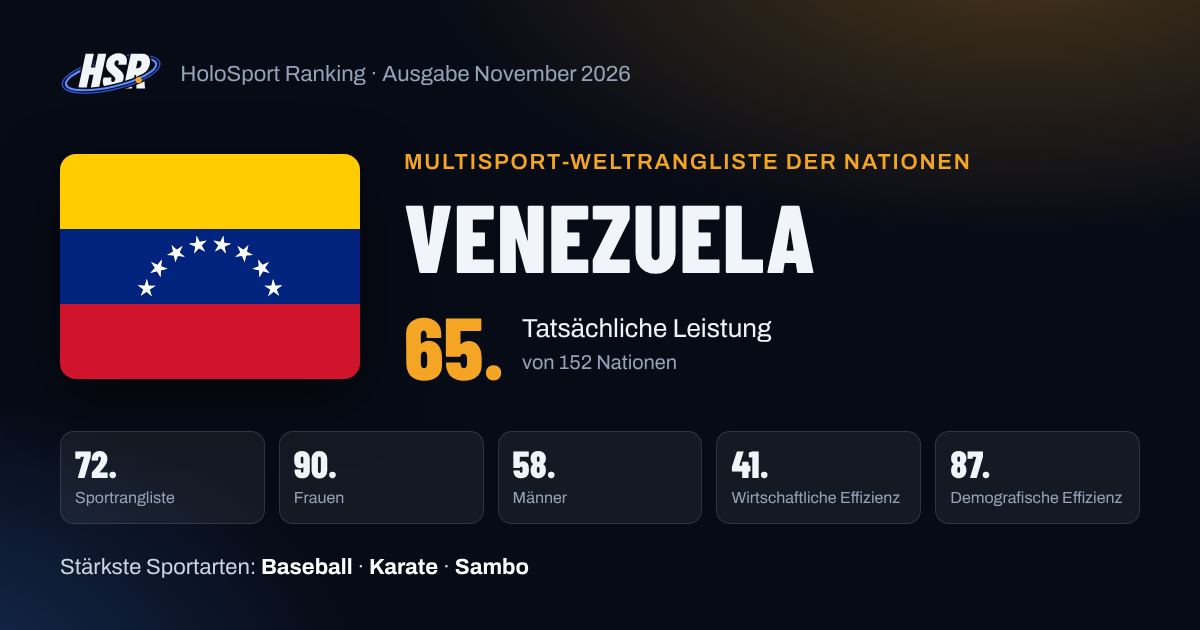 HSR
HoloSport Ranking · Ausgabe November 2026
MULTISPORT-WELTRANGLISTE DER NATIONEN
VENEZUELA
65.
Tatsächliche Leistung
von 152 Nationen
72.
Sportrangliste
90.
Frauen
58.
Männer
41.
Wirtschaftliche Effizienz
87.
Demografische Effizienz
Stärkste Sportarten: Baseball · Karate · Sambo